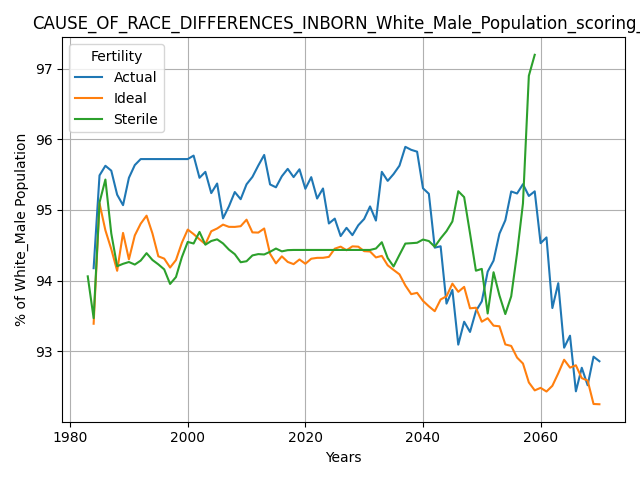 CAUSE_OF_RACE_DIFFERENCES_INBORN_White_Male_Population_scoring_
Fertility
Actual
Ideal
Sterile
% of White_Male Population
97
96
95
94
93
1980
2000
2020
2040
2060
Years